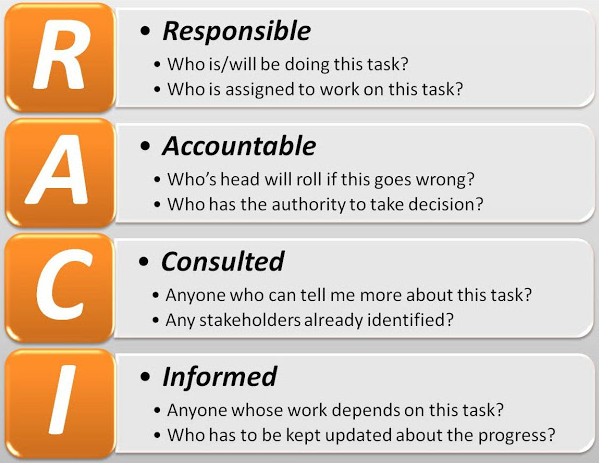 R
• Responsible
• Who is/will be doing this task?
• Who is assigned to work on this task?
A
• Accountable
• Who's head will roll if this goes wrong?
• Who has the authority to take decision?
C
• Consulted
• Anyone who can tell me more about this task?
• Any stakeholders already identified?
I
• Informed
• Anyone whose work depends on this task?
• Who has to be kept updated about the progress?